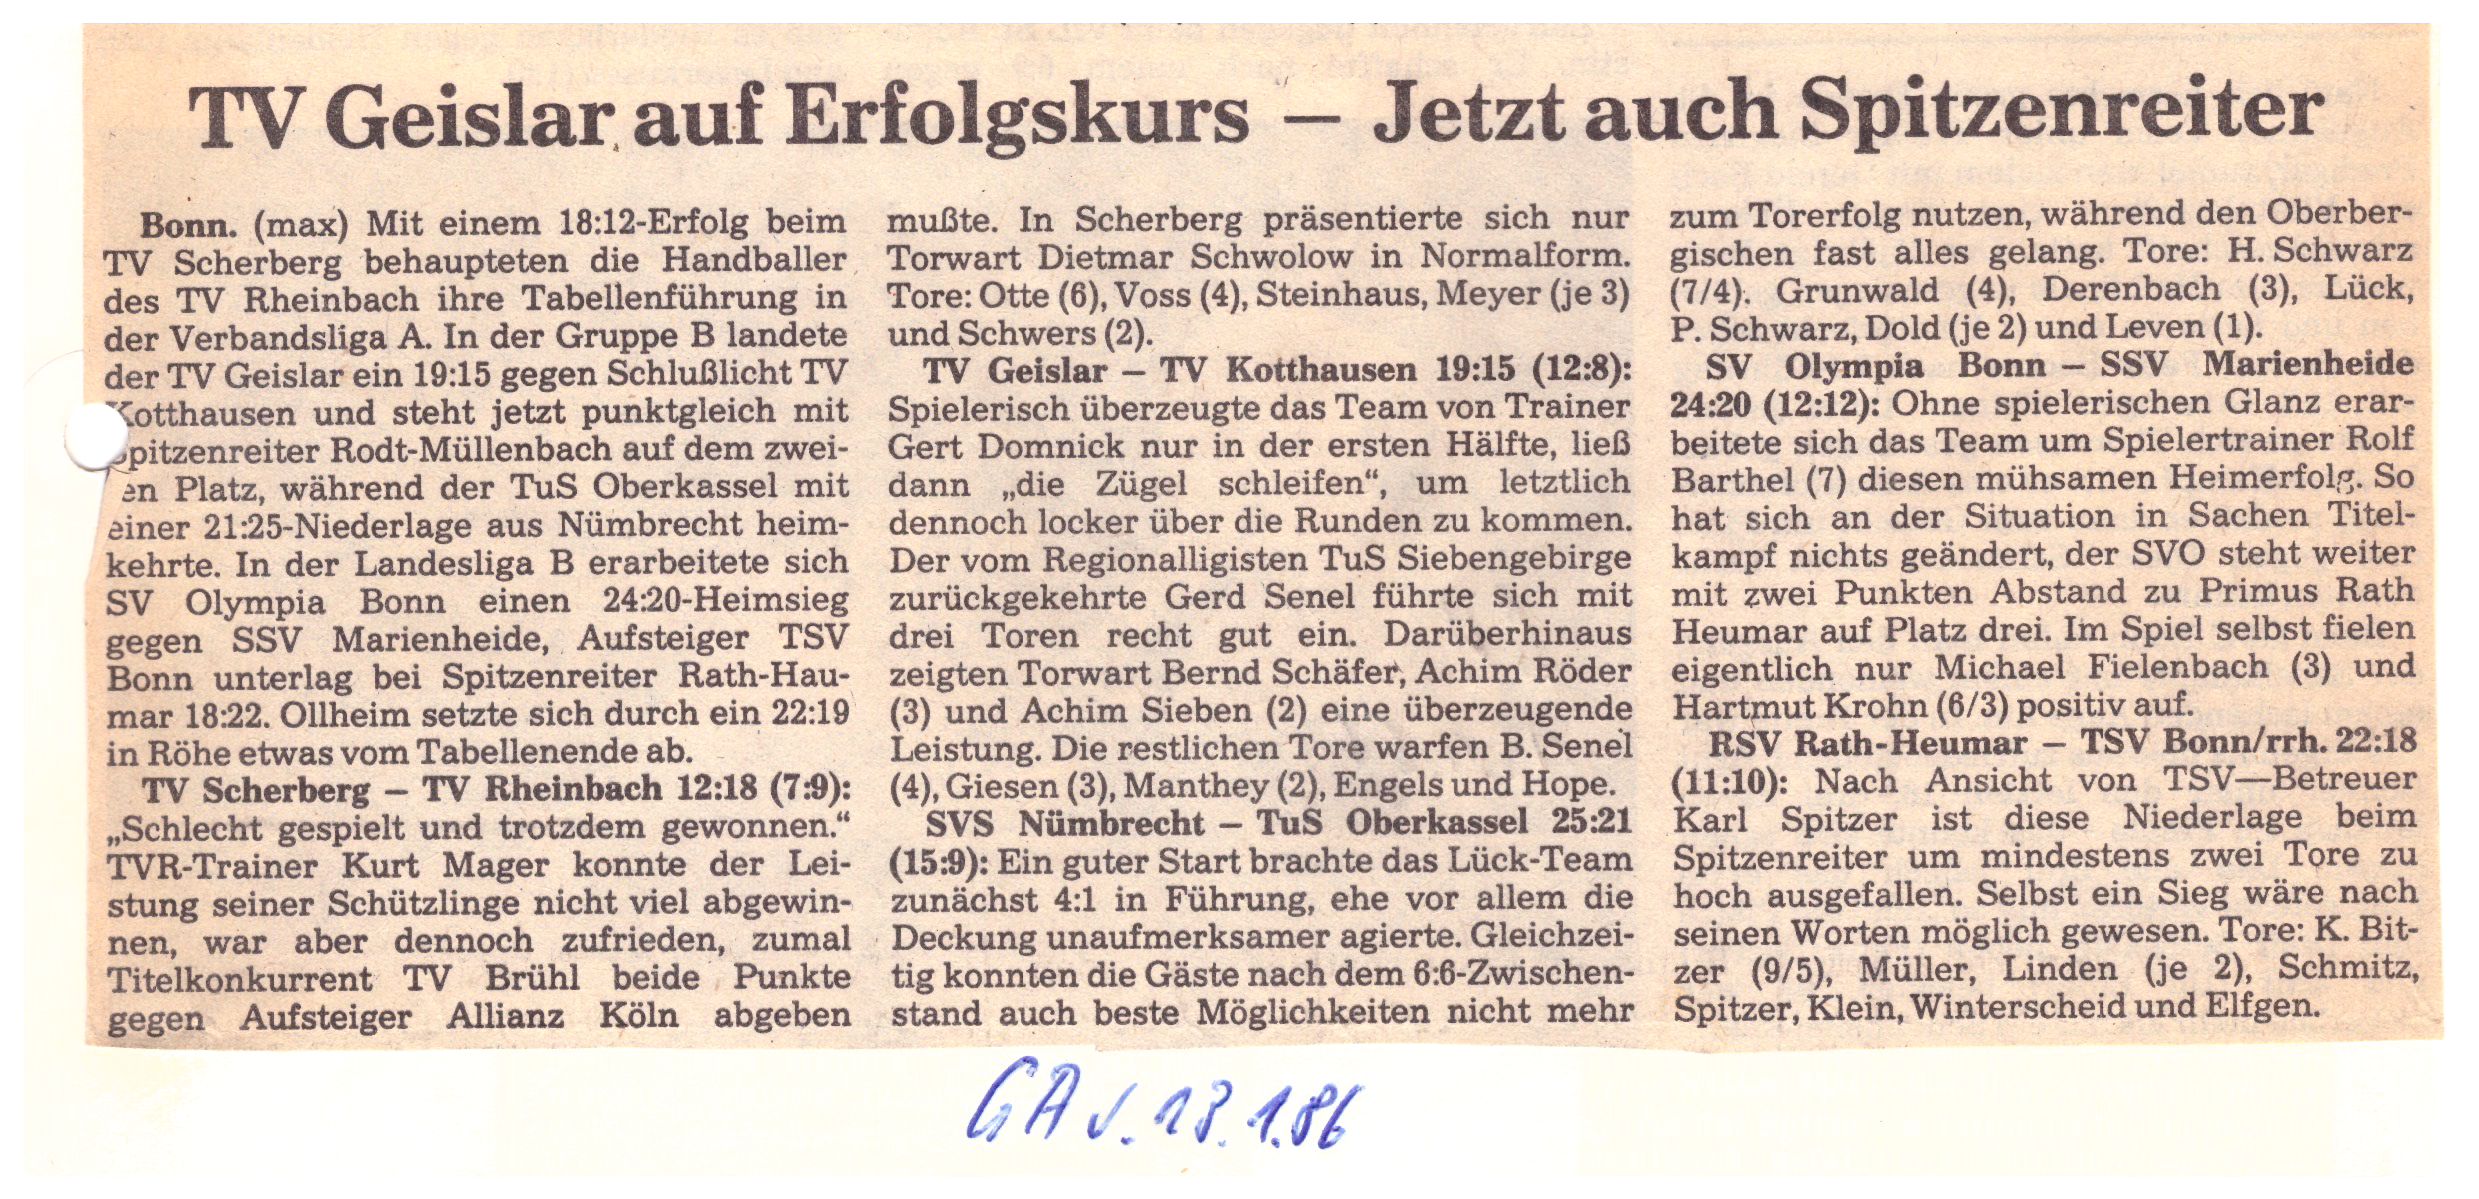 TV Geislar auf Erfolgskurs – Jetzt auch Spitzenreiter
Bonn. (max) Mit einem 18:12-Erfolg beim
TV Scherberg behaupteten die Handballer
des TV Rheinbach ihre Tabellenführung in
der Verbandsliga A. In der Gruppe B landete
der TV Geislar ein 19:15 gegen Schlußlicht TV
Kotthausen und steht jetzt punktgleich mit
Spitzenreiter Rodt-Müllenbach auf dem zwei-
en Platz, während der TuS Oberkassel mit
einer 21:25-Niederlage aus Nümbrecht heim-
kehrte. In der Landesliga B erarbeitete sich
SV Olympia Bonn einen 24:20-Heimsieg
gegen SSV Marienheide, Aufsteiger TSV
Bonn unterlag bei Spitzenreiter Rath-Hau-
mar 18:22. Ollheim setzte sich durch ein 22:19
in Röhe etwas vom Tabellenende ab.
TV Scherberg – TV Rheinbach 12:18 (7:9):
„Schlecht gespielt und trotzdem gewonnen.“
TVR-Trainer Kurt Mager konnte der Lei-
stung seiner Schützlinge nicht viel abgewin-
nen, war aber dennoch zufrieden, zumal
Titelkonkurrent TV Brühl beide Punkte
gegen Aufsteiger Allianz Köln abgeben
mußte. In Scherberg präsentierte sich nur
Torwart Dietmar Schwolow in Normalform.
Tore: Otte (6), Voss (4), Steinhaus, Meyer (je 3)
und Schwers (2).
TV Geislar – TV Kotthausen 19:15 (12:8):
Spielerisch überzeugte das Team von Trainer
Gert Domnick nur in der ersten Hälfte, ließ
dann „die Zügel schleifen“, um letztlich
dennoch locker über die Runden zu kommen.
Der vom Regionalligisten TuS Siebengebirge
zurückgekehrte Gerd Senel führte sich mit
drei Toren recht gut ein. Darüberhinaus
zeigten Torwart Bernd Schäfer, Achim Röder
(3) und Achim Sieben (2) eine überzeugende
Leistung. Die restlichen Tore warfen B. Senel
(4), Giesen (3), Manthey (2), Engels und Hope.
SVS Nümbrecht – TuS Oberkassel 25:21
(15:9): Ein guter Start brachte das Lück-Team
zunächst 4:1 in Führung, ehe vor allem die
Deckung unaufmerksamer agierte. Gleichzei-
tig konnten die Gäste nach dem 6:6-Zwischen-
stand auch beste Möglichkeiten nicht mehr
zum Torerfolg nutzen, während den Oberber-
gischen fast alles gelang. Tore: H. Schwarz
(7/4). Grunwald (4), Derenbach (3), Lück,
P. Schwarz, Dold (je 2) und Leven (1).
SV Olympia Bonn – SSV Marienheide
24:20 (12:12): Ohne spielerischen Glanz erar-
beitete sich das Team um Spielertrainer Rolf
Barthel (7) diesen mühsamen Heimerfolg. So
hat sich an der Situation in Sachen Titel-
kampf nichts geändert, der SVO steht weiter
mit zwei Punkten Abstand zu Primus Rath
Heumar auf Platz drei. Im Spiel selbst fielen
eigentlich nur Michael Fielenbach (3) und
Hartmut Krohn (6/3) positiv auf.
RSV Rath-Heumar – TSV Bonn/rrh. 22:18
(11:10): Nach Ansicht von TSV—Betreuer
Karl Spitzer ist diese Niederlage beim
Spitzenreiter um mindestens zwei Tore zu
hoch ausgefallen. Selbst ein Sieg wäre nach
seinen Worten möglich gewesen. Tore: K. Bit-
zer (9/5), Müller, Linden (je 2), Schmitz,
Spitzer, Klein, Winterscheid und Elfgen.
GA v. 13.1.86